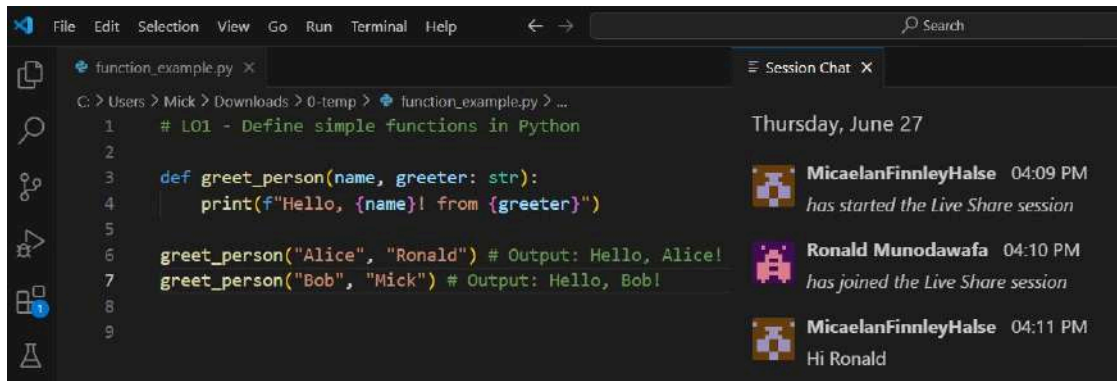 File Edit Selection View Go Run Terminal Help
Search
function_example.py
C: > Users > Mick > Downloads > 0-temp > function_example.py > ...
1 # LO1 - Define simple functions in Python
2
3 def greet_person(name, greeter: str):
4 print(f"Hello, {name}! from {greeter}")
5
6 greet_person("Alice", "Ronald") # Output: Hello, Alice!
7 greet_person("Bob", "Mick") # Output: Hello, Bob!
8
9
1
Session Chat
Thursday, June 27
MicaelanFinnleyHalse 04:09 PM
has started the Live Share session
Ronald Munodawafa 04:10 PM
has joined the Live Share session
MicaelanFinnleyHalse 04:11 PM
Hi Ronald